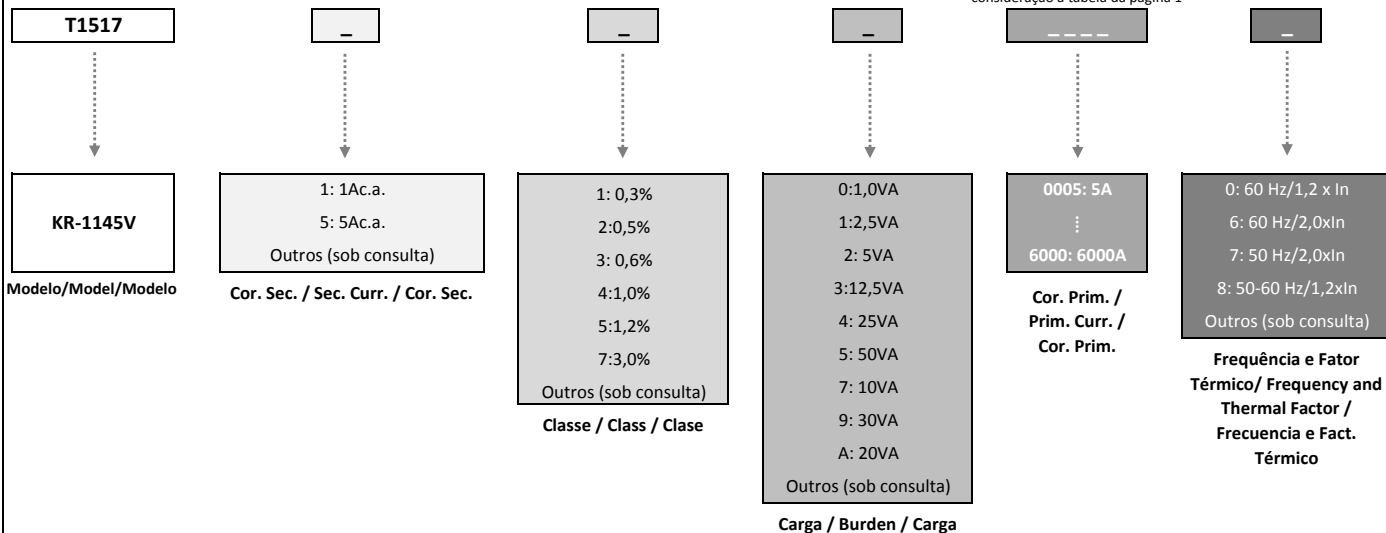 consideração a tabela da página 1
T1517
_
_
_
_ _ _ _
_
KR-1145V
Modelo/Model/Modelo
1: 1Ac.a.
5: 5Ac.a.
Outros (sob consulta)
Cor. Sec. / Sec. Curr. / Cor. Sec.
1: 0,3%
2:0,5%
3: 0,6%
4:1,0%
5:1,2%
7:3,0%
Outros (sob consulta)
Classe / Class / Clase
0:1,0VA
1:2,5VA
2: 5VA
3:12,5VA
4: 25VA
5: 50VA
7: 10VA
9: 30VA
A: 20VA
Outros (sob consulta)
Carga / Burden / Carga
0005: 5A
⁞
6000: 6000A
Cor. Prim. /
Prim. Curr. /
Cor. Prim.
0: 60 Hz/1,2 x In
6: 60 Hz/2,0xIn
7: 50 Hz/2,0xIn
8: 50-60 Hz/1,2xIn
Outros (sob consulta)
Frequência e Fator
Térmico/ Frequency and
Thermal Factor /
Frecuencia e Fact.
Térmico